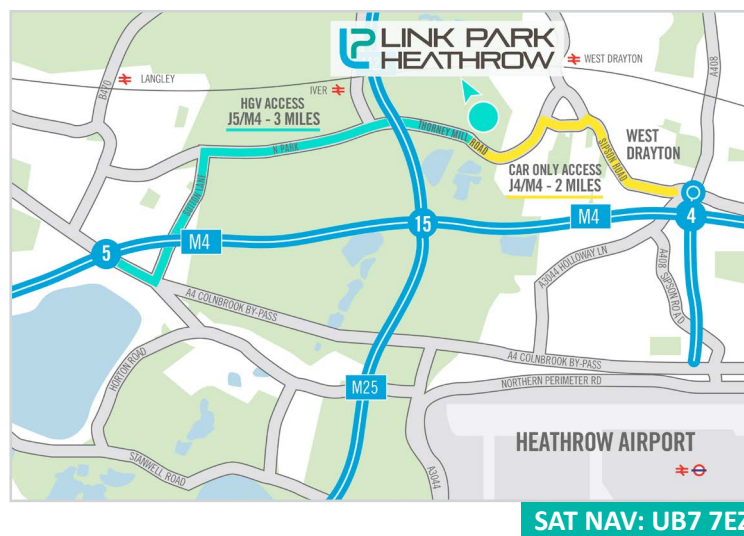 LINK PARK
HEATHROW
A408
WEST DRAYTON
B470
LANGLEY
IVER
HGV ACCESS
J5/M4 - 3 MILES
THORNEY MILL ROAD
N PARK
SIPSON ROAD
WEST
DRAYTON
CAR ONLY ACCESS
J4/M4 - 2 MILES
SUTTON LANE
M4
15
M4
4
5
A3044 HOLLOWAY LN
A408
SIPSON ROAD
A4 COLNBROOK BY-PASS
A4 COLNBROOK BY-PASS
HORTON ROAD
M25
NORTHERN PERIMETER RD
HEATHROW AIRPORT
STANWELL ROAD
A3044
SAT NAV: UB7 7EZ